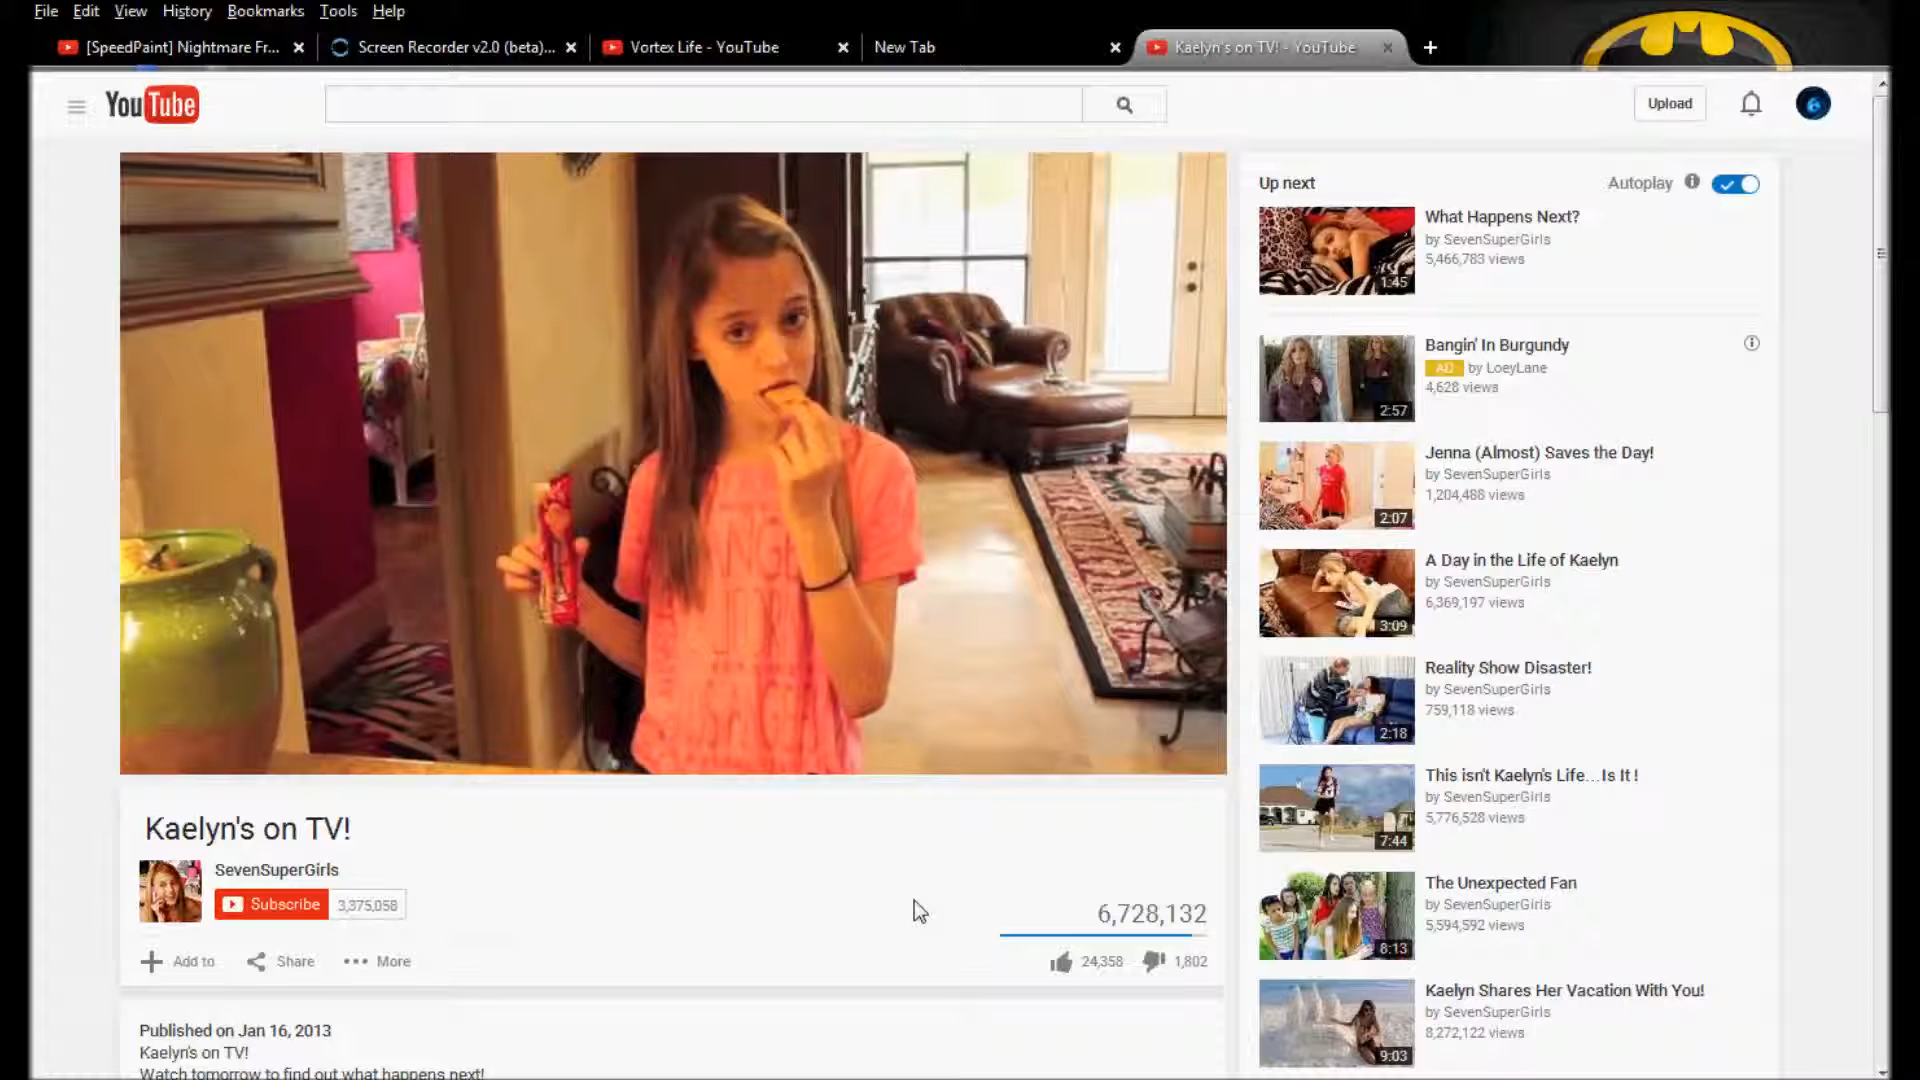 File Edit View History Bookmarks Tools Help
[SpeedPaint] Nightmare Fr...
Screen Recorder v2.0 (beta)...
Vortex Life - YouTube
New Tab
Kaelyn's on TV! - YouTube
YouTube
Upload
Up next
Autoplay
What Happens Next?
by SevenSuperGirls
5,466,783 views
1:45
Bangin' In Burgundy
AD by LoeyLane
4,628 views
2:57
Jenna (Almost) Saves the Day!
by SevenSuperGirls
1,204,488 views
2:07
A Day in the Life of Kaelyn
by SevenSuperGirls
6,369,197 views
3:09
Reality Show Disaster!
by SevenSuperGirls
759,118 views
2:18
This isn't Kaelyn's Life...Is It !
by SevenSuperGirls
5,776,528 views
7:44
The Unexpected Fan
by SevenSuperGirls
5,594,592 views
8:13
Kaelyn Shares Her Vacation With You!
by SevenSuperGirls
8,272,122 views
9:03
Kaelyn's on TV!
SevenSuperGirls
Subscribe 3,375,058
6,728,132
Add to Share More
24,358 1,802
Published on Jan 16, 2013
Kaelyn's on TV!
Watch tomorrow to find out what happens next!